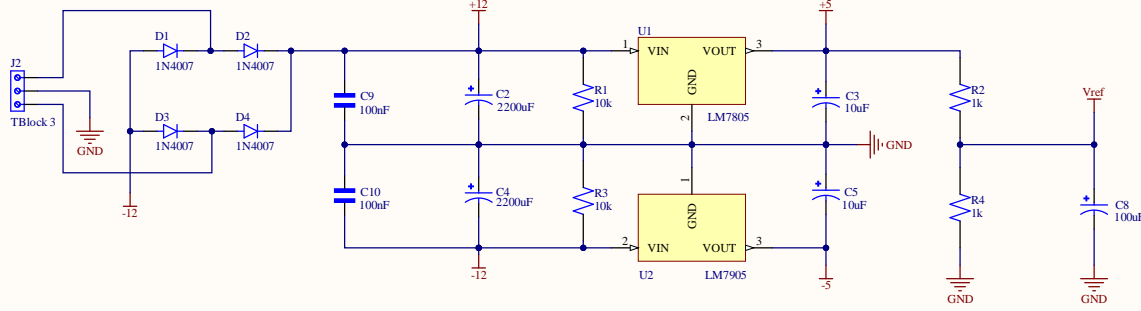 +12
+5
J2
TBlock 3
GND
D1
1N4007
D2
1N4007
D3
1N4007
D4
1N4007
-12
C9
100nF
C2
2200uF
R1
10k
U1
1
VIN
VOUT
3
GND
2
LM7805
C3
10uF
GND
R2
1k
Vref
C10
100nF
C4
2200uF
R3
10k
1
GND
2
VIN
VOUT
3
U2
LM7905
C5
10uF
R4
1k
C8
100uF
-12
-5
GND
GND